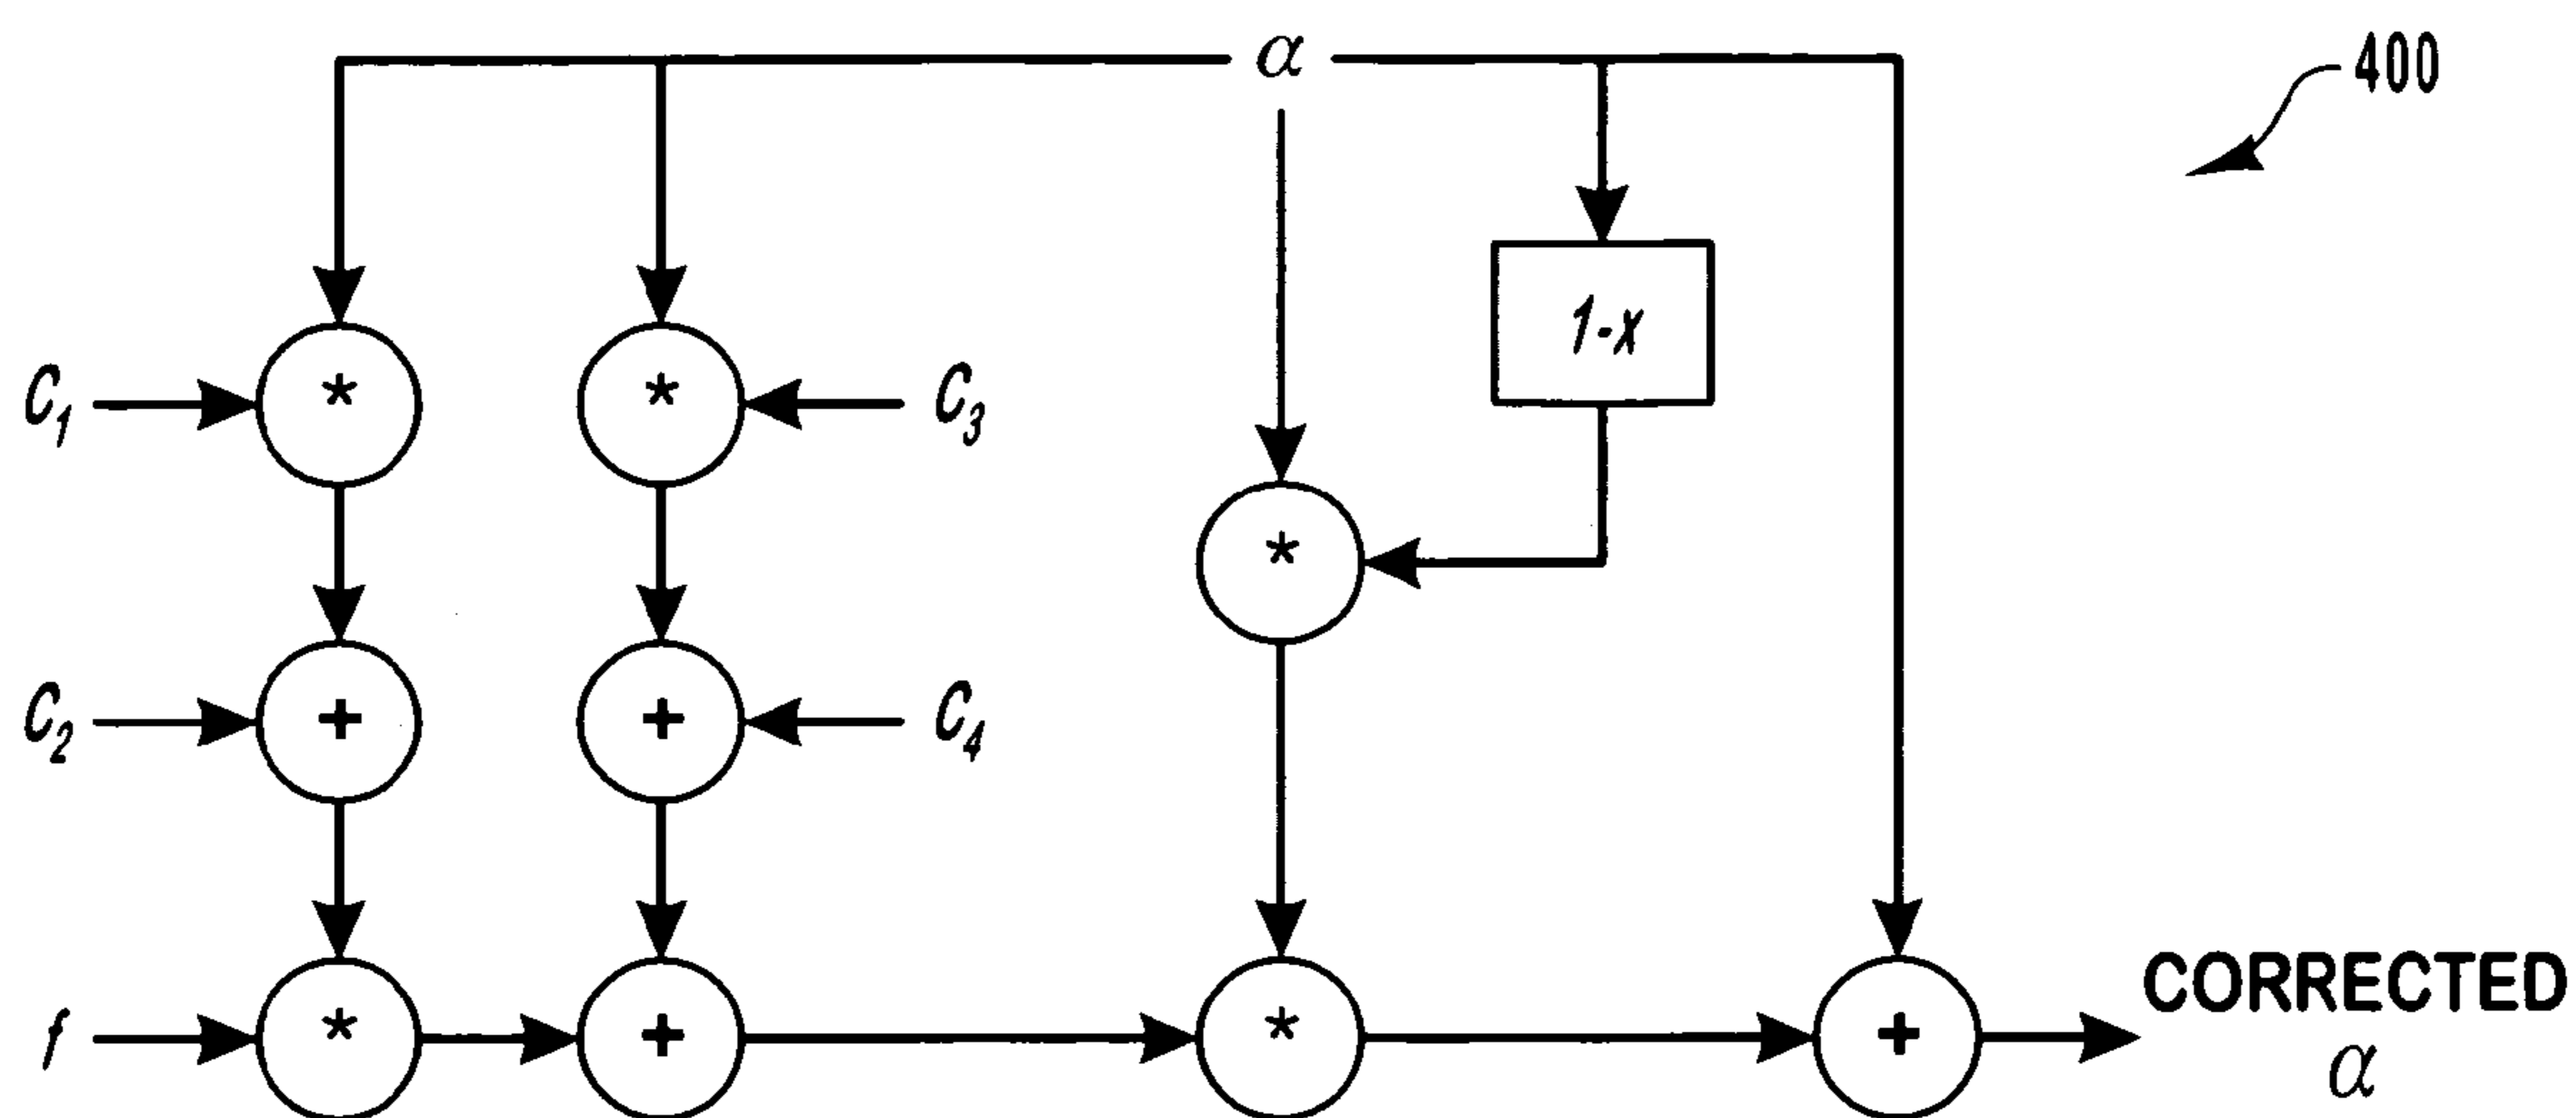 α
400
1-x
C₁
*
*
C₃
*
C₂
+
+
C₄
f
*
+
*
+
CORRECTED
α